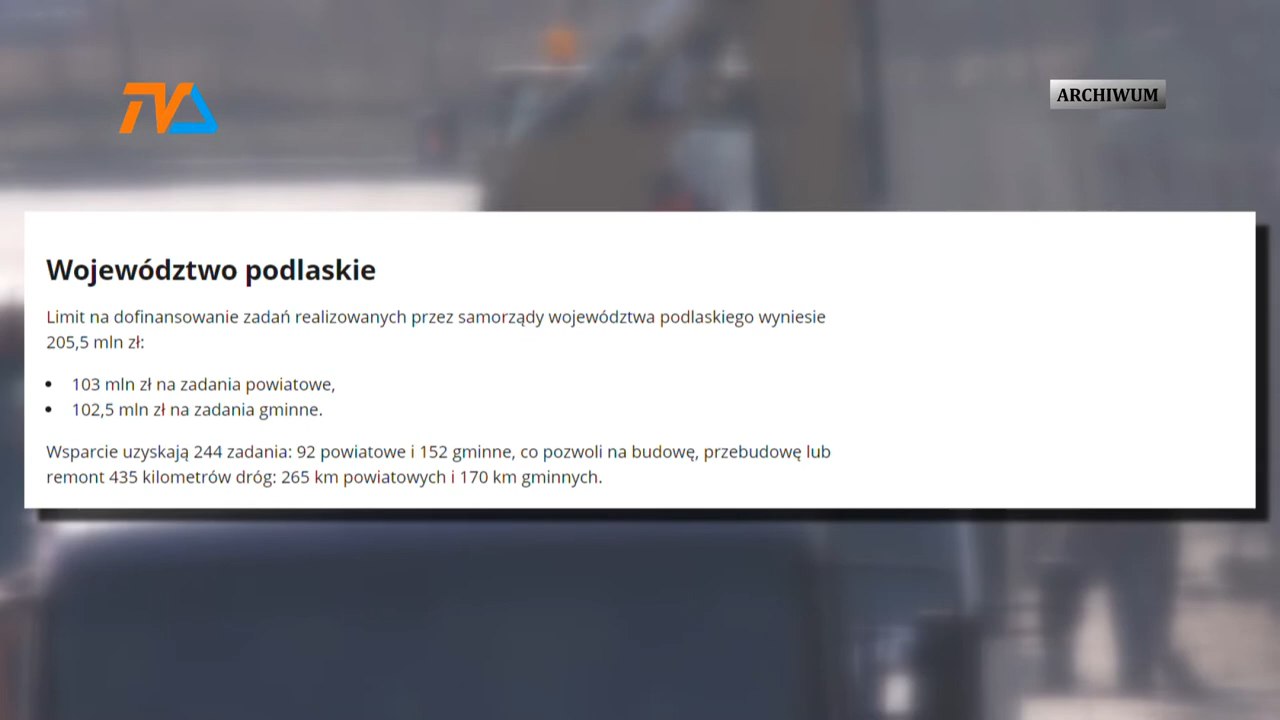 TVA
ARCHIWUM
Województwo podlaskie
Limit na dofinansowanie zadań realizowanych przez samorządy województwa podlaskiego wyniesie
205,5 mln zł:
• 103 mln zł na zadania powiatowe,
• 102,5 mln zł na zadania gminne.
Wsparcie uzyskają 244 zadania: 92 powiatowe i 152 gminne, co pozwoli na budowę, przebudowę lub
remont 435 kilometrów dróg: 265 km powiatowych i 170 km gminnych.